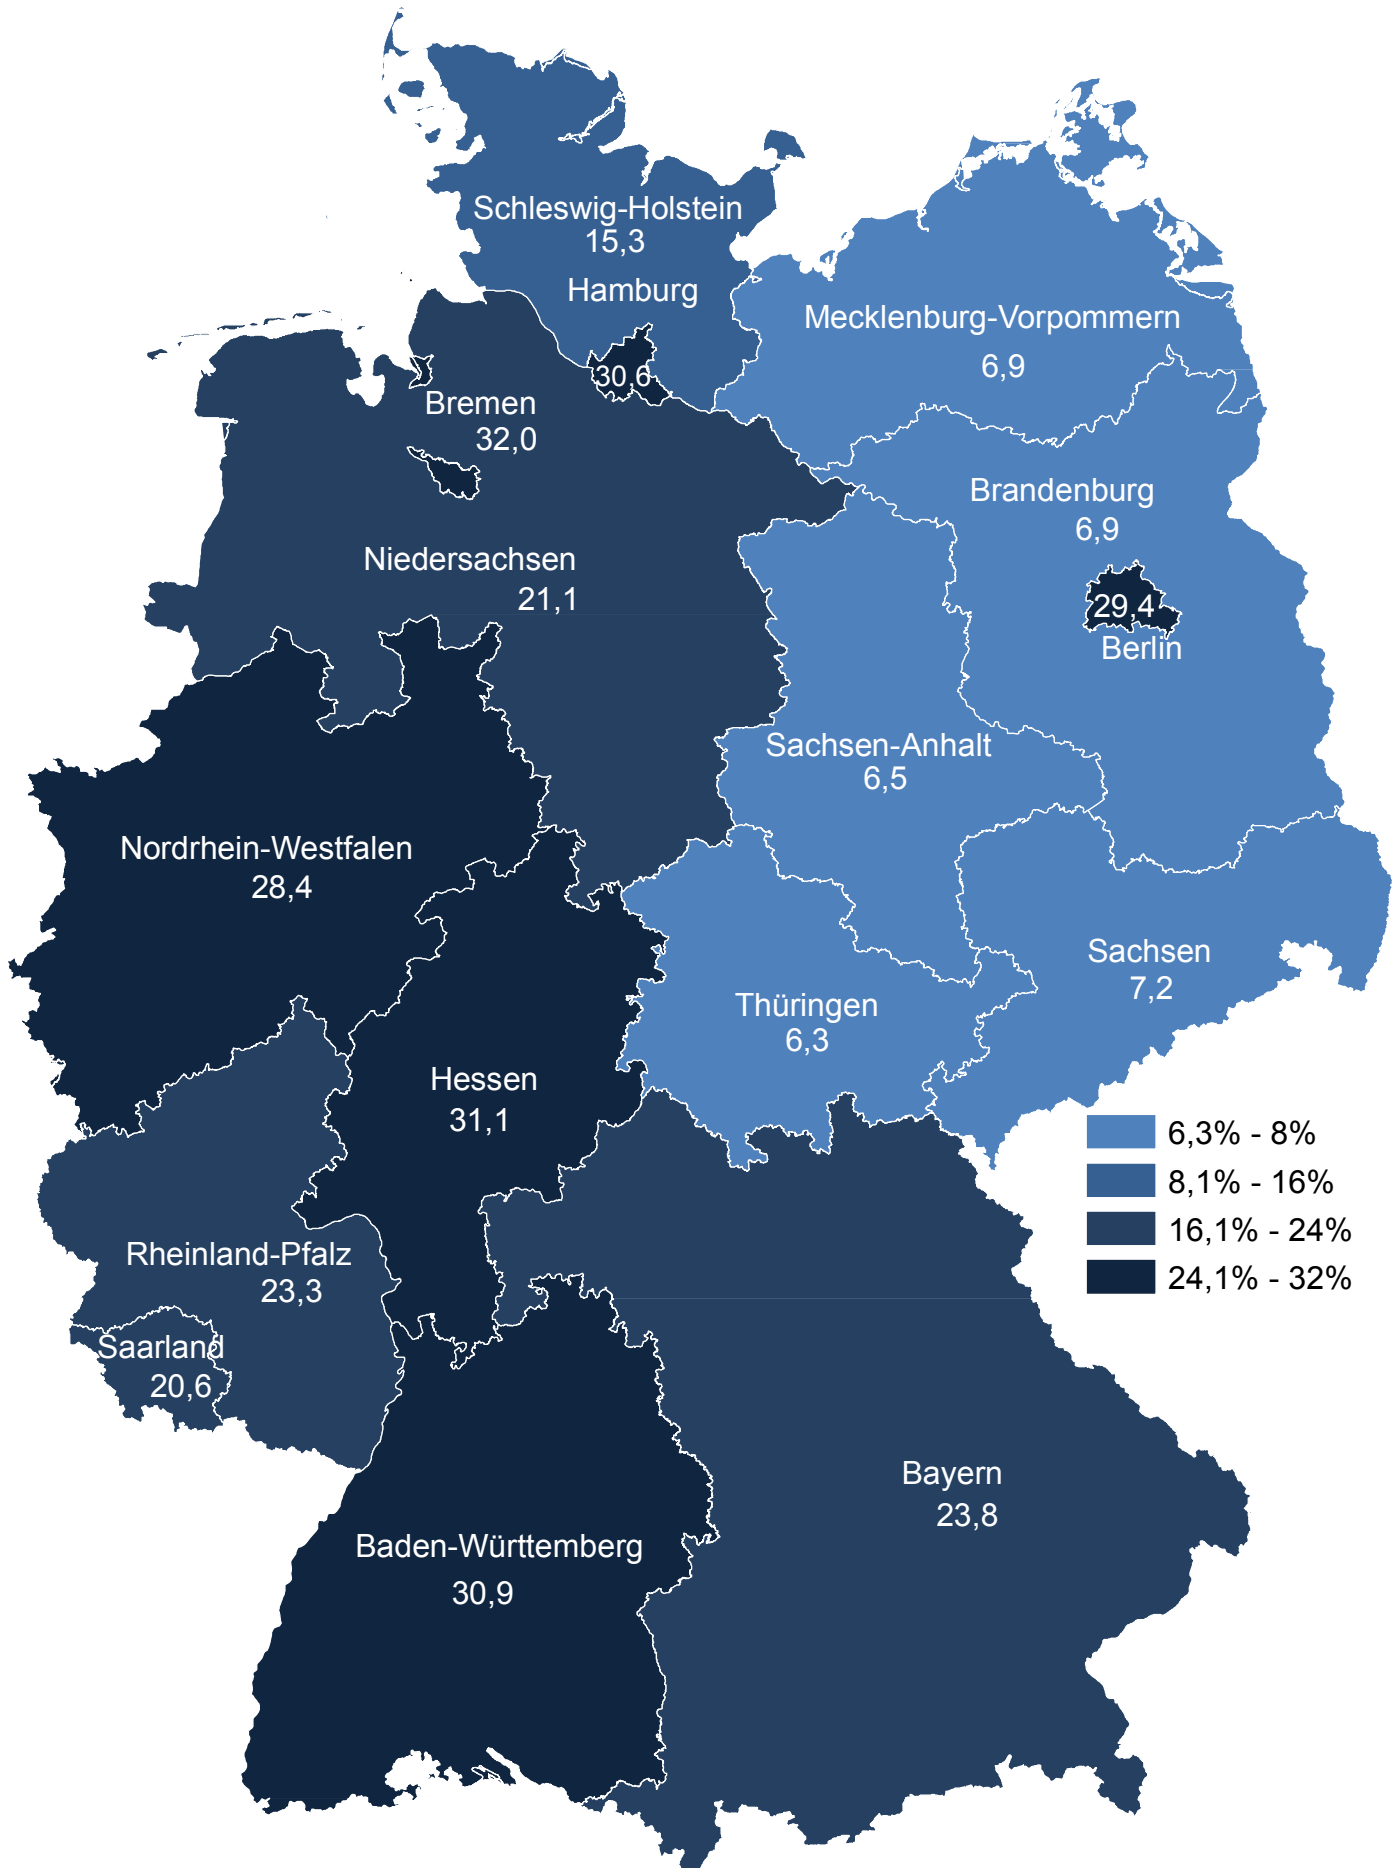 Schleswig-Holstein
15,3
Hamburg
30,6
Mecklenburg-Vorpommern
6,9
Bremen
32,0
Brandenburg
6,9
Niedersachsen
21,1
29,4
Berlin
Sachsen-Anhalt
6,5
Nordrhein-Westfalen
28,4
Sachsen
7,2
Thüringen
6,3
Hessen
31,1
6,3% - 8%
8,1% - 16%
16,1% - 24%
24,1% - 32%
Rheinland-Pfalz
23,3
Saarland
20,6
Bayern
23,8
Baden-Württemberg
30,9